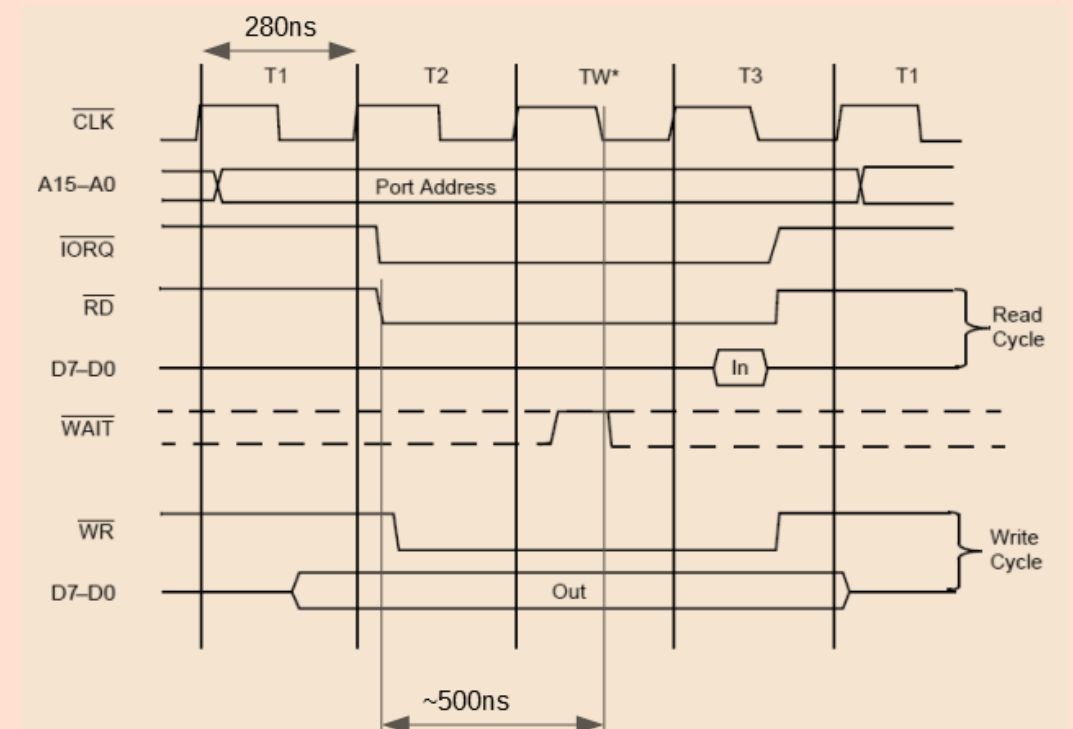 280ns
T1 T2 TW* T3 T1
CLK
A15–A0 Port Address
IORQ
RD
Read
Cycle
D7–D0 In
WAIT
WR
Write
Cycle
D7–D0 Out
~500ns